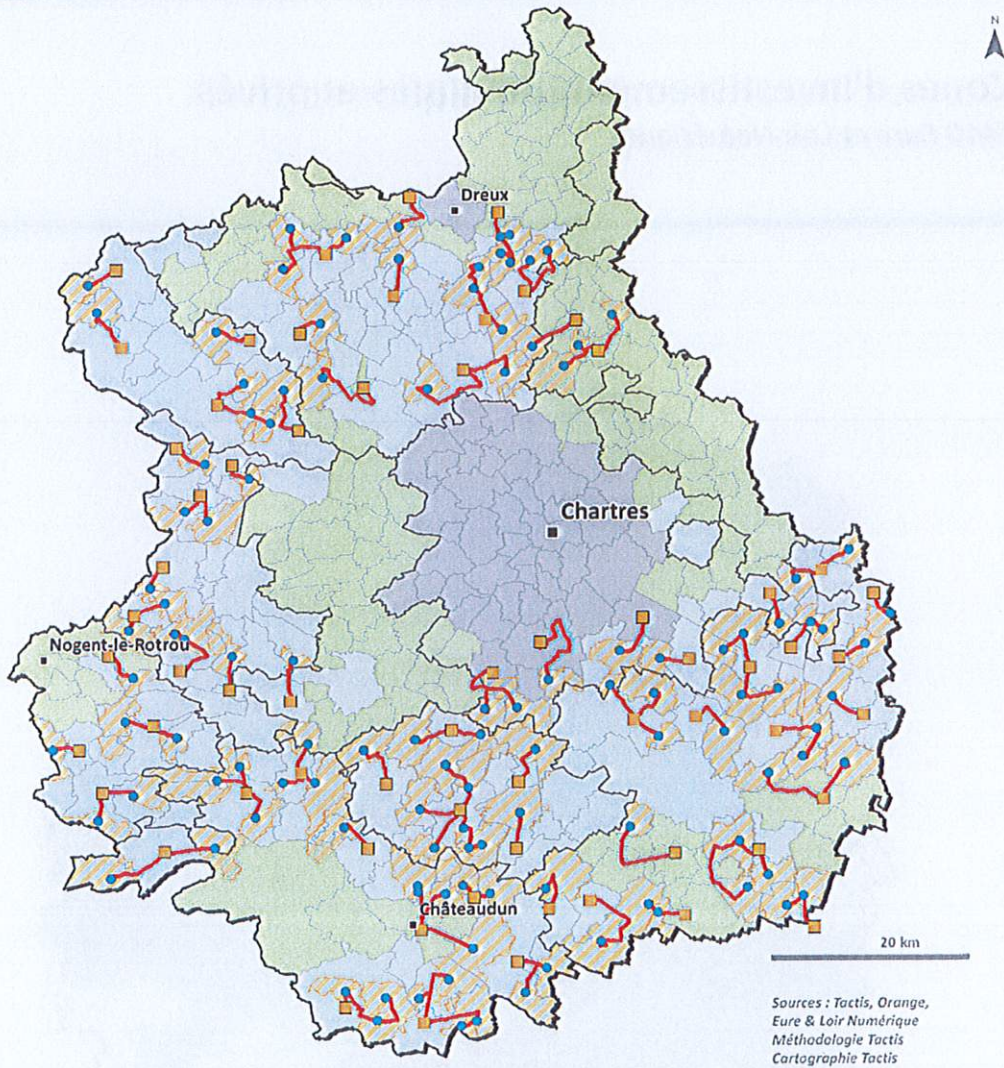 N
Dreux
Chartres
Nogent-le-Rotrou
Châteaudun
20 km
Sources : Tactis, Orange,
Eure & Loir Numérique
Méthodologie Tactis
Cartographie Tactis